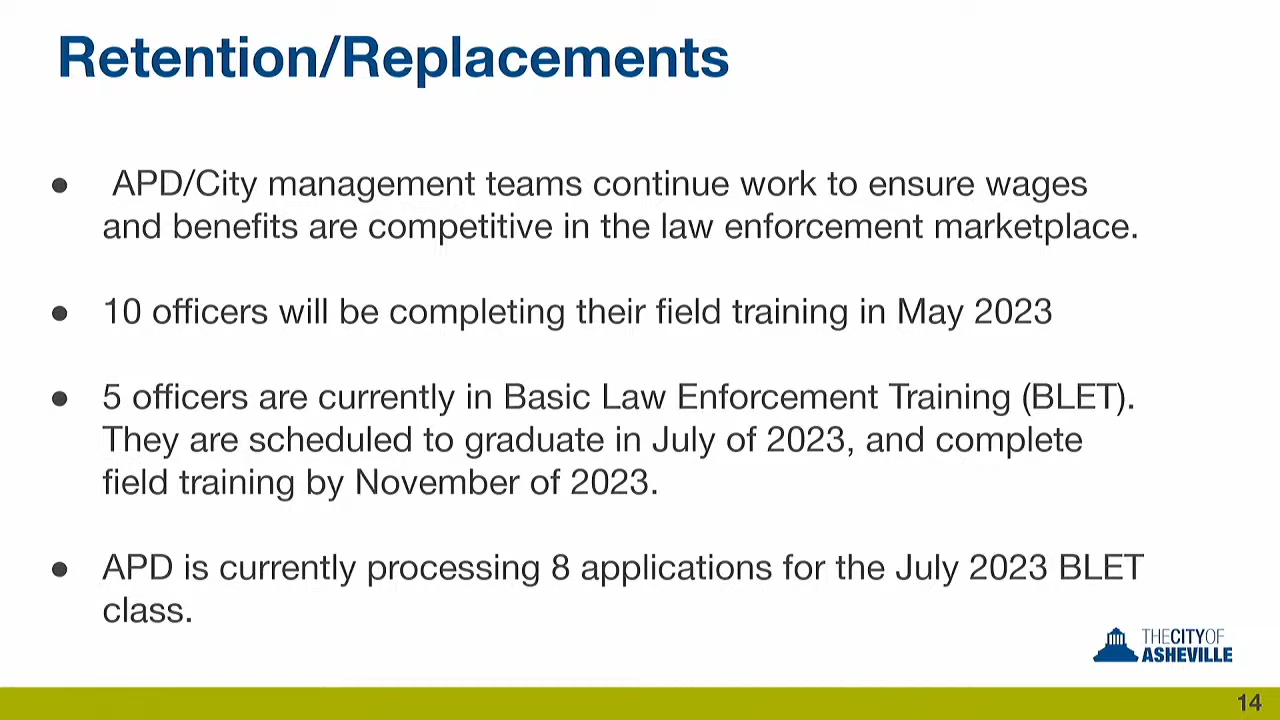 Retention/Replacements
● APD/City management teams continue work to ensure wages
and benefits are competitive in the law enforcement marketplace.
● 10 officers will be completing their field training in May 2023
● 5 officers are currently in Basic Law Enforcement Training (BLET).
They are scheduled to graduate in July of 2023, and complete
field training by November of 2023.
● APD is currently processing 8 applications for the July 2023 BLET
class.
THECITYOF
ASHEVILLE
14